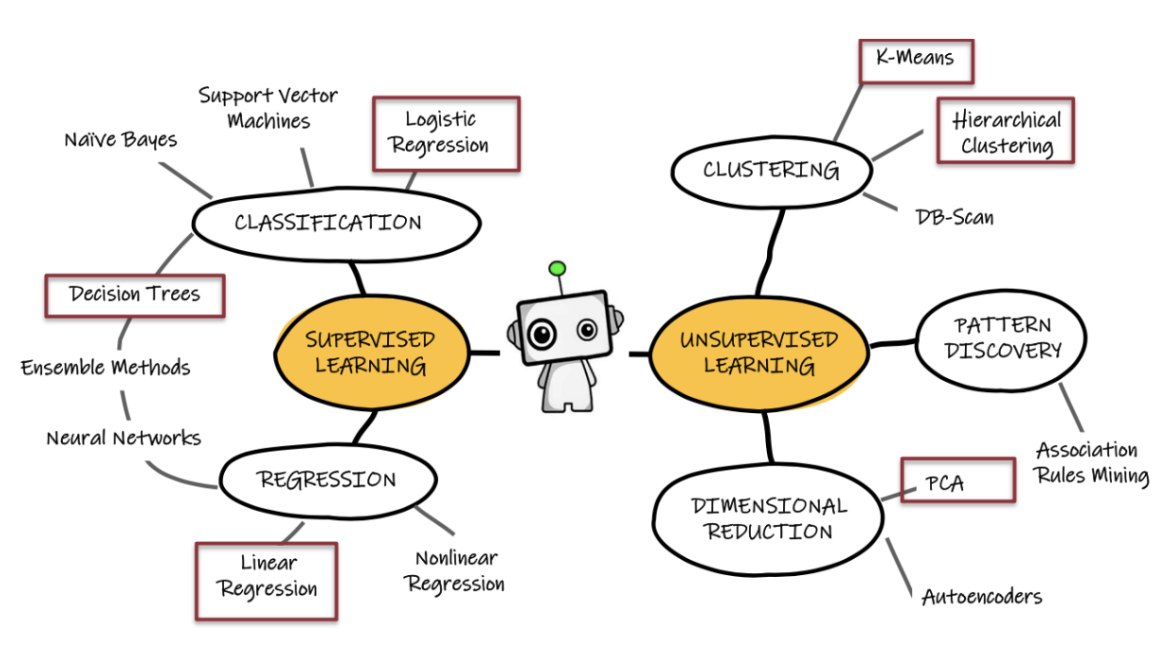 Support Vector
Machines
Naïve Bayes
Logistic
Regression
CLASSIFICATION
Decision Trees
SUPERVISED
LEARNING
Ensemble Methods
Neural Networks
REGRESSION
Linear
Regression
Nonlinear
Regression
K-Means
Hierarchical
Clustering
CLUSTERING
DB-Scan
UNSUPERVISED
LEARNING
PATTERN
DISCOVERY
Association
Rules Mining
PCA
DIMENSIONAL
REDUCTION
Autoencoders